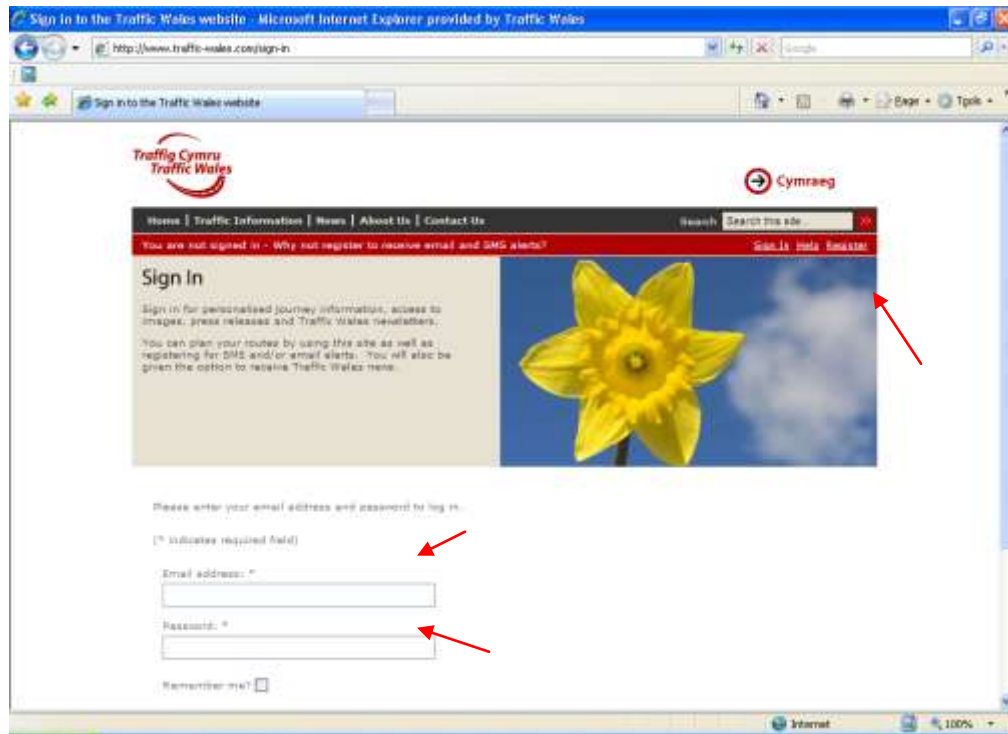 Sign in to the Traffic Wales website - Microsoft Internet Explorer provided by Traffic Wales
http://www.traffic-wales.com/sign-in
Google
Sign in to the Traffic Wales website
Page
Tools
Traffig Cymru
Traffic Wales
Cymraeg
Home | Traffic Information | News | About Us | Contact Us
Search
Search this site
You are not signed in - Why not register to receive email and SMS alerts?
Sign In Help Register
Sign In
Sign in for personalised journey information, access to
images, press releases and Traffic Wales newsletters.
You can plan your routes by using this site as well as
registering for SMS and/or email alerts. You will also be
given the option to receive Traffic Wales news.
Please enter your email address and password to log in.
(* indicates required field)
Email address: *
Password: *
Remember me?
Internet
100%